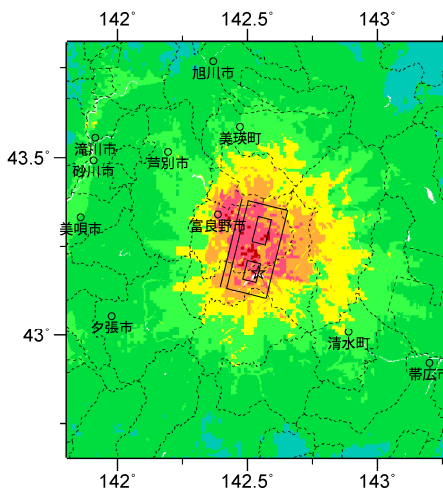 142° 142.5° 143°
旭川市
美瑛町
滝川市
芦別市
砂川市
43.5°
富良野市
美唄市
夕張市
43°
清水町
帯広市
142° 142.5° 143°